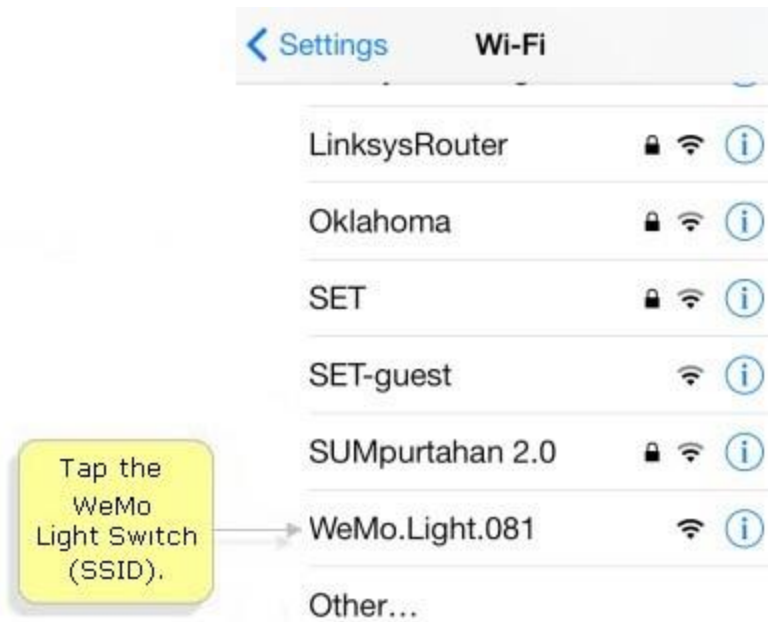 Settings Wi-Fi
LinksysRouter
Oklahoma
SET
SET-guest
SUMpurtahan 2.0
Tap the
WeMo
Light Switch
(SSID).
WeMo.Light.081
Other...